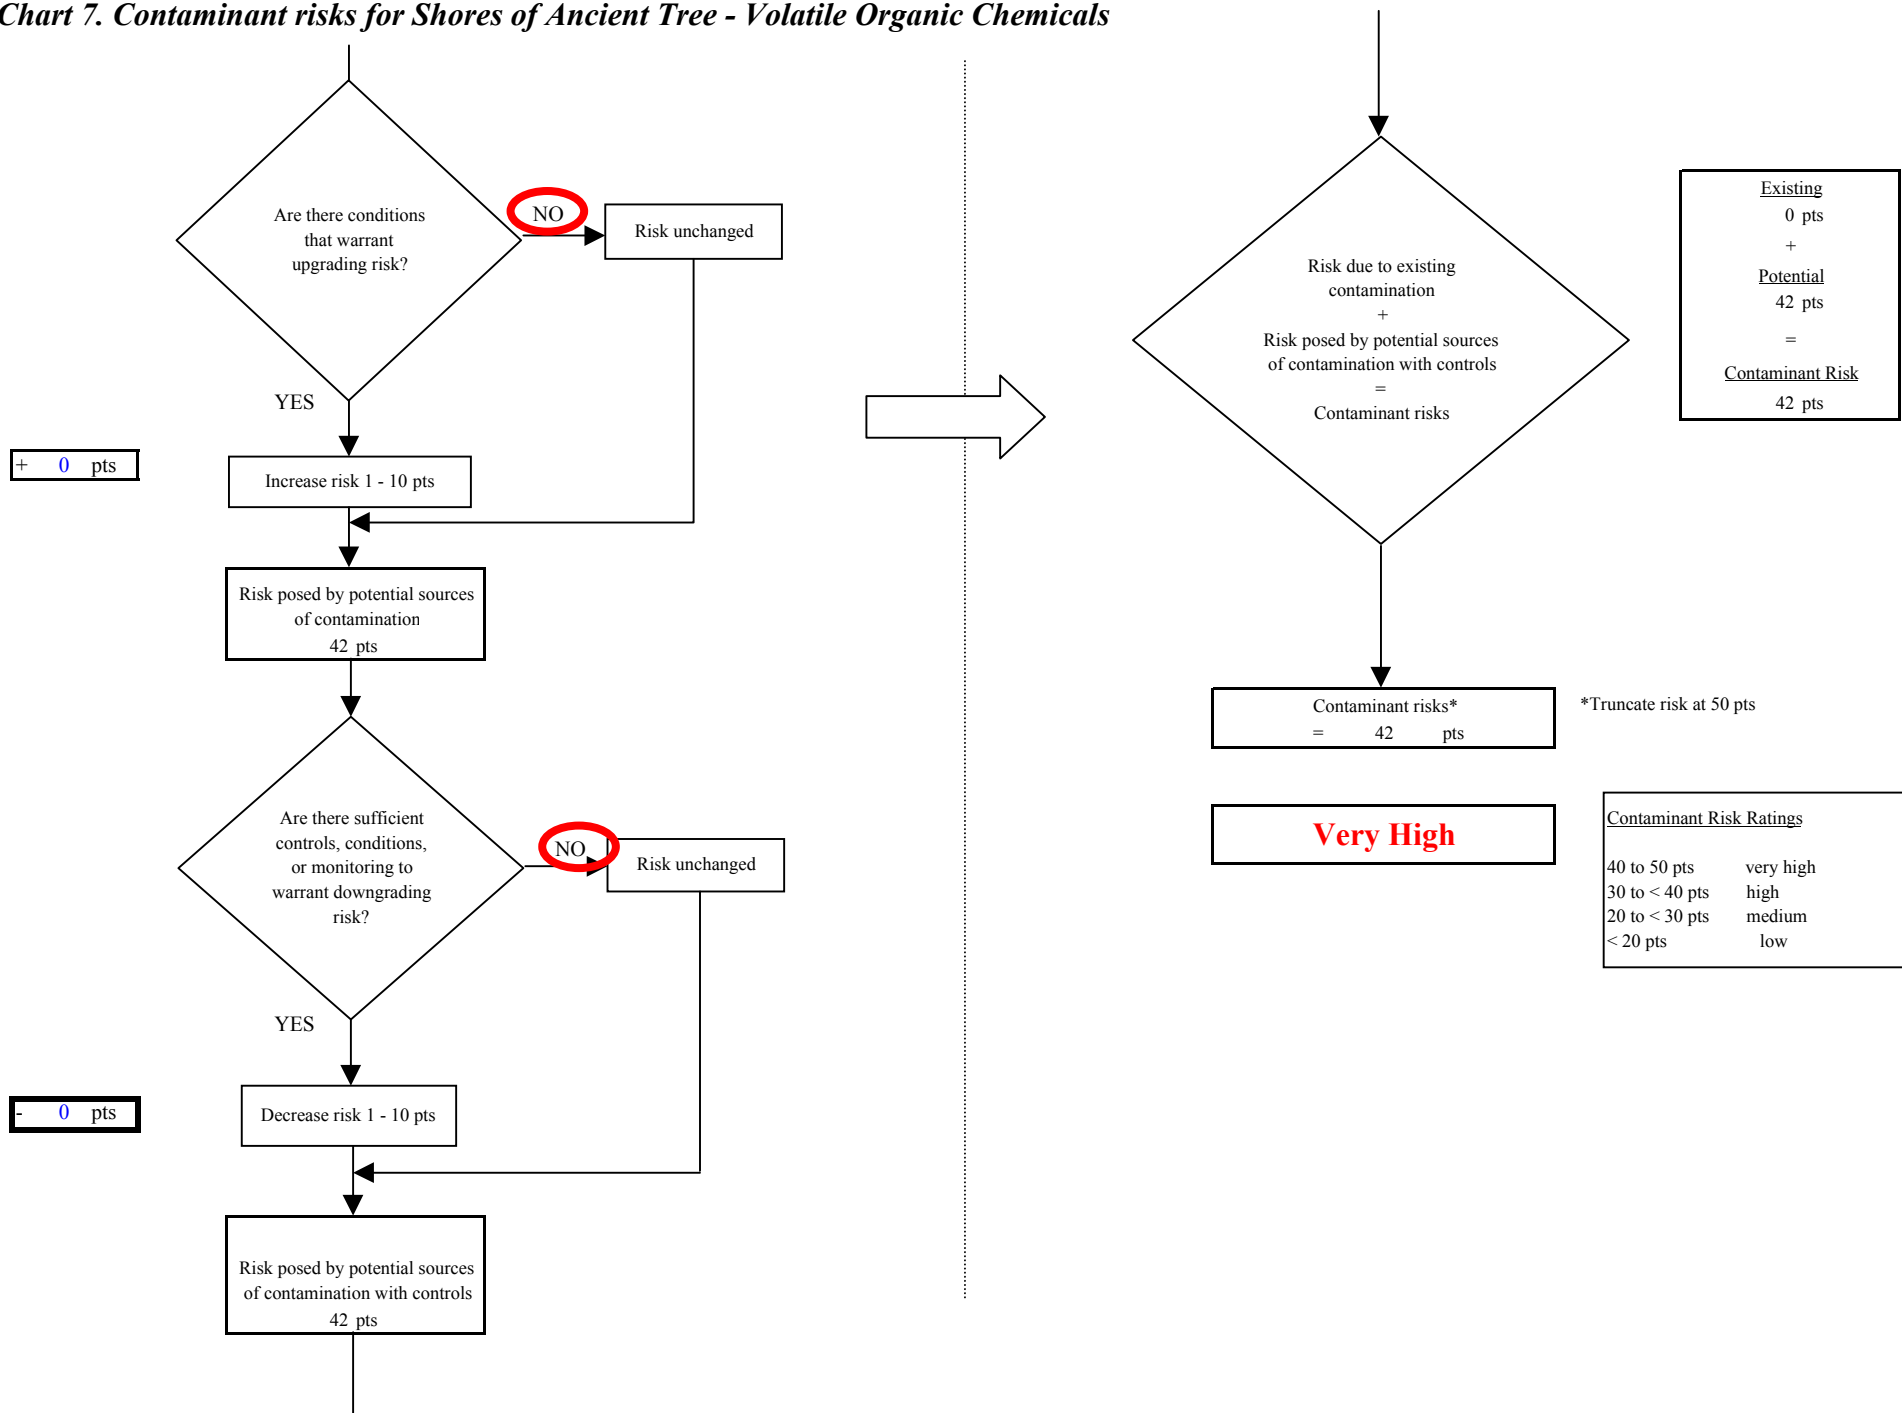 Chart 7. Contaminant risks for Shores of Ancient Tree - Volatile Organic Chemicals
Are there conditions
that warrant
upgrading risk?
NO
Risk unchanged
YES
+ 0 pts
Increase risk 1 - 10 pts
Risk posed by potential sources
of contamination
42 pts
Are there sufficient
controls, conditions,
or monitoring to
warrant downgrading
risk?
NO
Risk unchanged
YES
- 0 pts
Decrease risk 1 - 10 pts
Risk posed by potential sources
of contamination with controls
42 pts
Risk due to existing
contamination
+
Risk posed by potential sources
of contamination with controls
=
Contaminant risks
Existing
0 pts
+
Potential
42 pts
=
Contaminant Risk
42 pts
Contaminant risks*
= 42 pts
*Truncate risk at 50 pts
Very High
Contaminant Risk Ratings
40 to 50 pts very high
30 to < 40 pts high
20 to < 30 pts medium
< 20 pts low